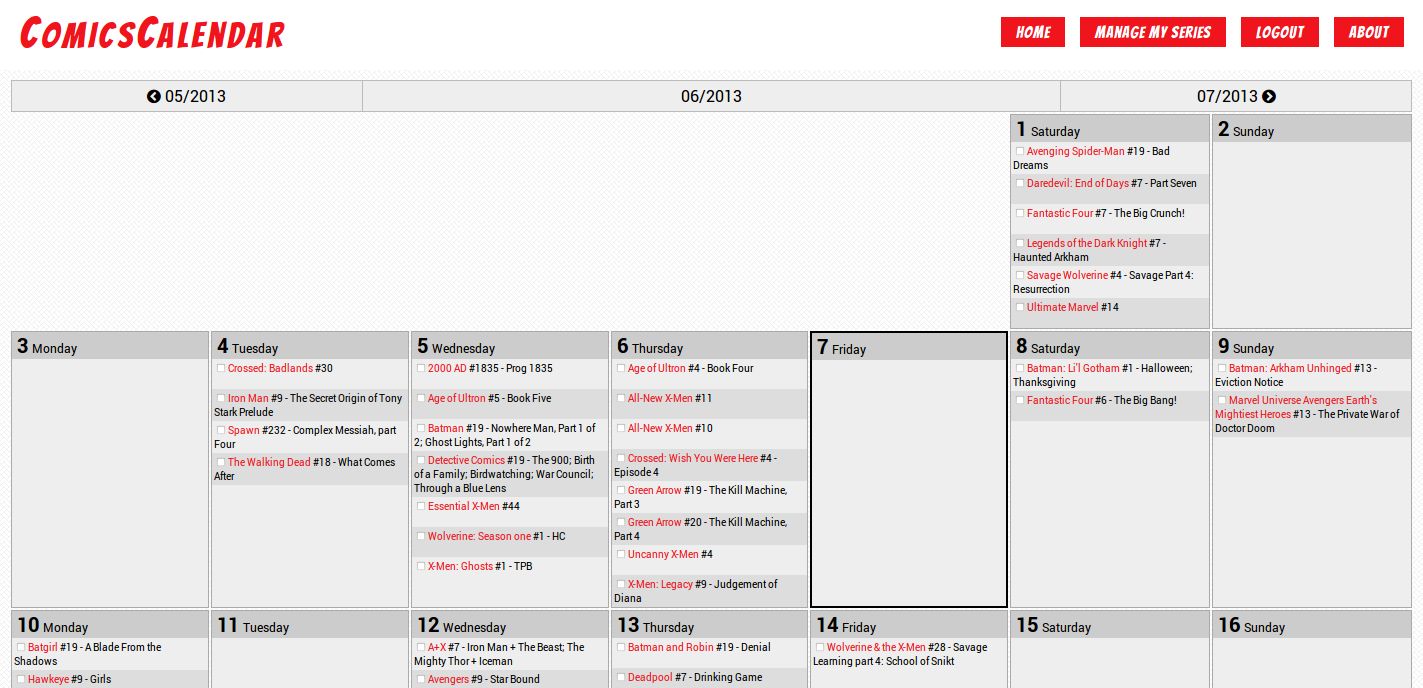 ComicsCalendar
HOME
MANAGE MY SERIES
LOGOUT
ABOUT
05/2013
06/2013
07/2013
1 Saturday
Avenging Spider-Man #19 - Bad
Dreams
Daredevil: End of Days #7 - Part Seven
Fantastic Four #7 - The Big Crunch!
Legends of the Dark Knight #7 -
Haunted Arkham
Savage Wolverine #4 - Savage Part 4:
Resurrection
Ultimate Marvel #14
2 Sunday
3 Monday
4 Tuesday
Crossed: Badlands #30
Iron Man #9 - The Secret Origin of Tony
Stark Prelude
Spawn #232 - Complex Messiah, part
Four
The Walking Dead #18 - What Comes
After
5 Wednesday
2000 AD #1835 - Prog 1835
Age of Ultron #5 - Book Five
Batman #19 - Nowhere Man, Part 1 of
2; Ghost Lights, Part 1 of 2
Detective Comics #19 - The 900; Birth
of a Family; Birdwatching; War Council;
Through a Blue Lens
Essential X-Men #44
Wolverine: Season one #1 - HC
X-Men: Ghosts #1 - TPB
6 Thursday
Age of Ultron #4 - Book Four
All-New X-Men #11
All-New X-Men #10
Crossed: Wish You Were Here #4 -
Episode 4
Green Arrow #19 - The Kill Machine,
Part 3
Green Arrow #20 - The Kill Machine,
Part 4
Uncanny X-Men #4
X-Men: Legacy #9 - Judgement of
Diana
7 Friday
8 Saturday
Batman: Li'l Gotham #1 - Halloween;
Thanksgiving
Fantastic Four #6 - The Big Bang!
9 Sunday
Batman: Arkham Unhinged #13 -
Eviction Notice
Marvel Universe Avengers Earth's
Mightiest Heroes #13 - The Private War of
Doctor Doom
10 Monday
Batgirl #19 - A Blade From the
Shadows
Hawkeye #9 - Girls
11 Tuesday
12 Wednesday
A+X #7 - Iron Man + The Beast; The
Mighty Thor + Iceman
Avengers #9 - Star Bound
13 Thursday
Batman and Robin #19 - Denial
Deadpool #7 - Drinking Game
14 Friday
Wolverine & the X-Men #28 - Savage
Learning part 4: School of Snikt
15 Saturday
16 Sunday